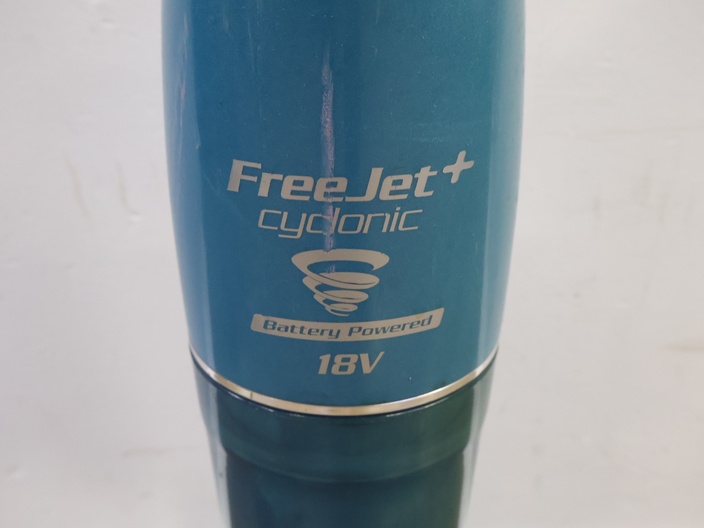 FreeJet+
cyclonic
Battery Powered
18V